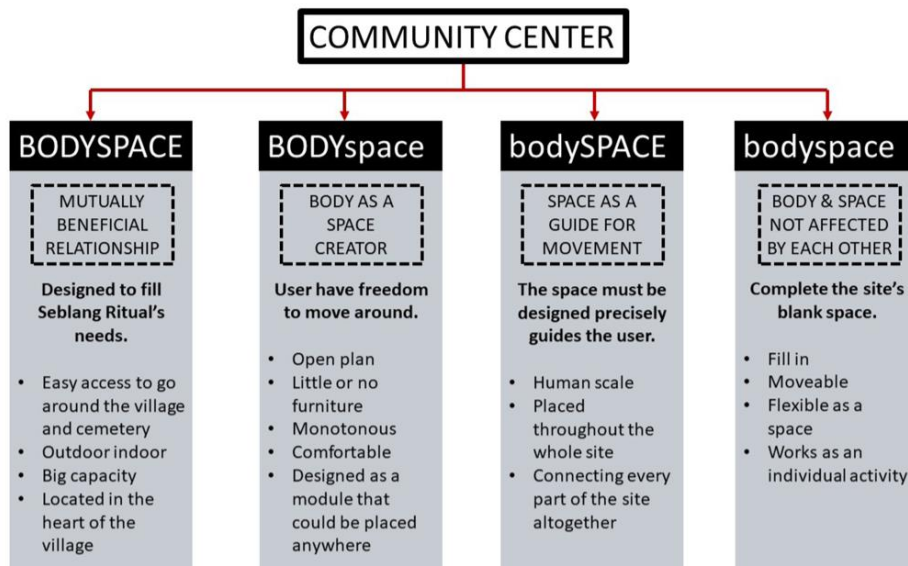 COMMUNITY CENTER
BODYSPACE
MUTUALLY
BENEFICIAL
RELATIONSHIP
Designed to fill
Seblang Ritual's
needs.
• Easy access to go
around the village
and cemetery
• Outdoor indoor
• Big capacity
• Located in the
heart of the
village
BODYspace
BODY AS A
SPACE
CREATOR
User have freedom
to move around.
• Open plan
• Little or no
furniture
• Monotonous
• Comfortable
• Designed as a
module that
could be placed
anywhere
bodySPACE
SPACE AS A
GUIDE FOR
MOVEMENT
The space must be
designed precisely
guides the user.
• Human scale
• Placed
throughout the
whole site
• Connecting every
part of the site
altogether
bodyspace
BODY & SPACE
NOT AFFECTED
BY EACH OTHER
Complete the site's
blank space.
• Fill in
• Moveable
• Flexible as a
space
• Works as an
individual activity